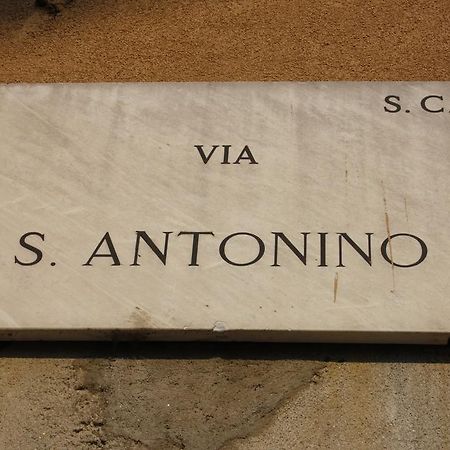 S. C.
VIA
S. ANTONINO